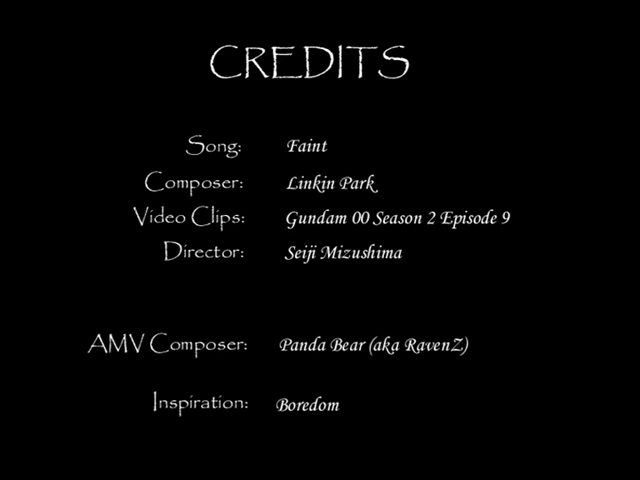 CREDITS
Song: Faint
Composer: Linkin Park
Video Clips: Gundam 00 Season 2 Episode 9
Director: Seiji Mizushima
AMV Composer: Panda Bear (aka RavenZ)
Inspiration: Boredom